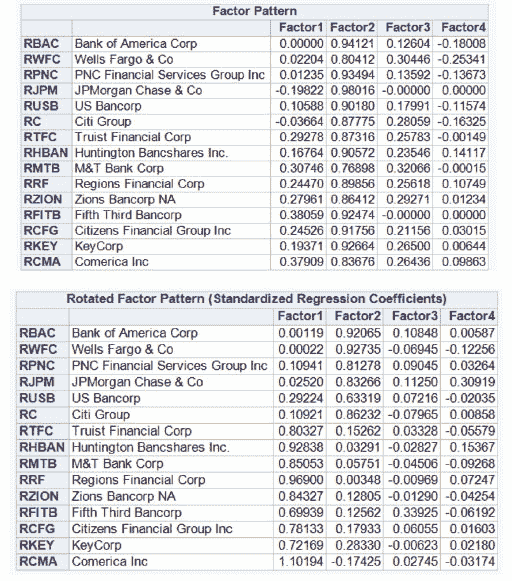 Factor Pattern
Factor1 Factor2 Factor3 Factor4
RBAC Bank of America Corp 0.00000 0.94121 0.12604 -0.18008
RWFC Wells Fargo & Co 0.02204 0.80412 0.30446 -0.25341
RPNC PNC Financial Services Group Inc 0.01235 0.93494 0.13592 -0.13673
RJPM JPMorgan Chase & Co -0.19822 0.98016 -0.00000 0.00000
RUSB US Bancorp 0.10588 0.90180 0.17991 -0.11574
RC Citi Group -0.03664 0.87775 0.28059 -0.16325
RTFC Truist Financial Corp 0.29278 0.87316 0.25783 -0.00149
RHBAN Huntington Bancshares Inc. 0.16764 0.90572 0.23546 0.14117
RMTB M&T Bank Corp 0.30746 0.76898 0.32066 -0.00015
RRF Regions Financial Corp 0.24470 0.89856 0.25618 0.10749
RZION Zions Bancorp NA 0.27961 0.86412 0.29271 0.01234
RFITB Fifth Third Bancorp 0.38059 0.92474 -0.00000 0.00000
RCFG Citizens Financial Group Inc 0.24526 0.91756 0.21156 0.03015
RKEY KeyCorp 0.19371 0.92664 0.26500 0.00644
RCMA Comerica Inc 0.37909 0.83676 0.26436 0.09863
Rotated Factor Pattern (Standardized Regression Coefficients)
Factor1 Factor2 Factor3 Factor4
RBAC Bank of America Corp 0.00119 0.92065 0.10848 0.00587
RWFC Wells Fargo & Co 0.00022 0.92735 -0.06945 -0.12256
RPNC PNC Financial Services Group Inc 0.10941 0.81278 0.09045 0.03264
RJPM JPMorgan Chase & Co 0.02520 0.83266 0.11250 0.30919
RUSB US Bancorp 0.29224 0.63319 0.07216 -0.02035
RC Citi Group 0.10921 0.86232 -0.07965 0.00858
RTFC Truist Financial Corp 0.80327 0.15262 0.03328 -0.05579
RHBAN Huntington Bancshares Inc. 0.92838 0.03291 -0.02827 0.15367
RMTB M&T Bank Corp 0.85053 0.05751 -0.04506 -0.09268
RRF Regions Financial Corp 0.96900 0.00348 -0.00969 0.07247
RZION Zions Bancorp NA 0.84327 0.12805 -0.01290 -0.04254
RFITB Fifth Third Bancorp 0.69939 0.12562 0.33925 -0.06192
RCFG Citizens Financial Group Inc 0.78133 0.17933 0.06055 0.01603
RKEY KeyCorp 0.72169 0.28330 -0.00623 0.02180
RCMA Comerica Inc 1.10194 -0.17425 0.02745 -0.03174